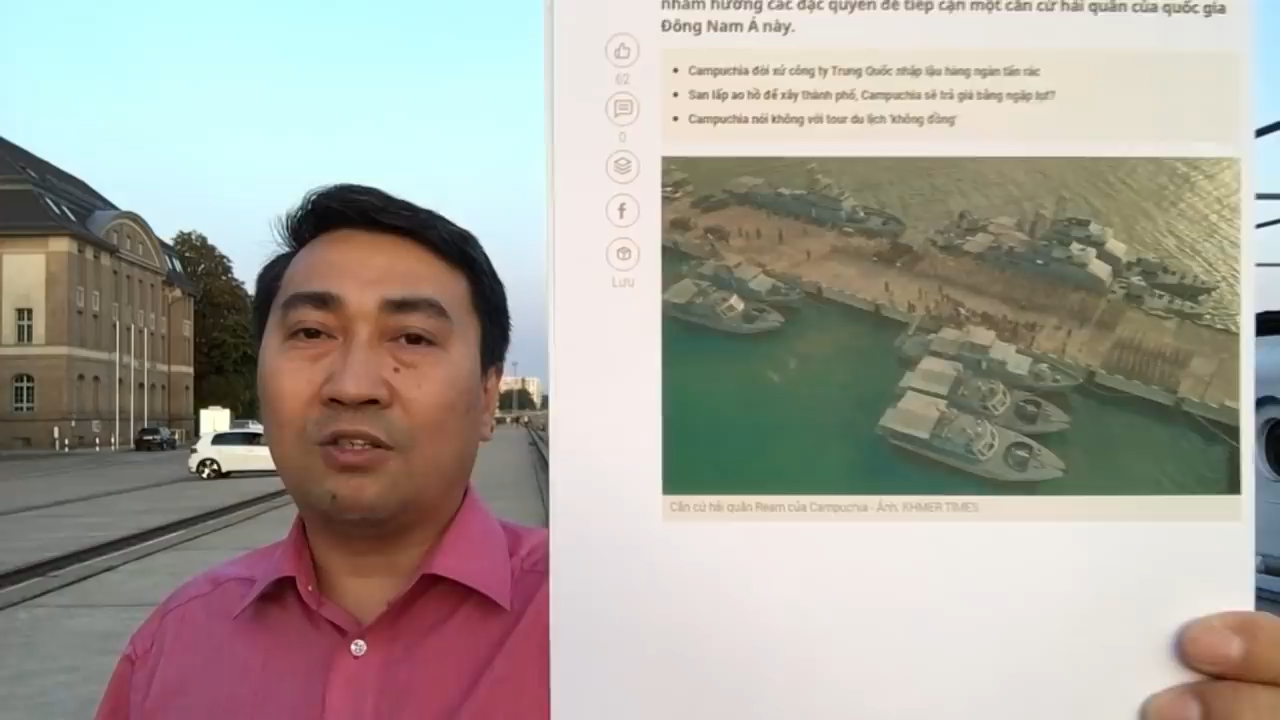 nhằm hưởng các đặc quyền để tiếp cận một căn cứ hải quân của quốc gia
Đông Nam Á này.
62
0
Lưu
• Campuchia đòi xử công ty Trung Quốc nhập lậu hàng ngàn tấn rác
• San lấp ao hồ để xây thành phố, Campuchia sẽ trả giá bằng ngập lụt?
• Campuchia nói không với tour du lịch 'không đồng'
Căn cứ hải quân Ream của Campuchia - Ảnh: KHMER TIMES